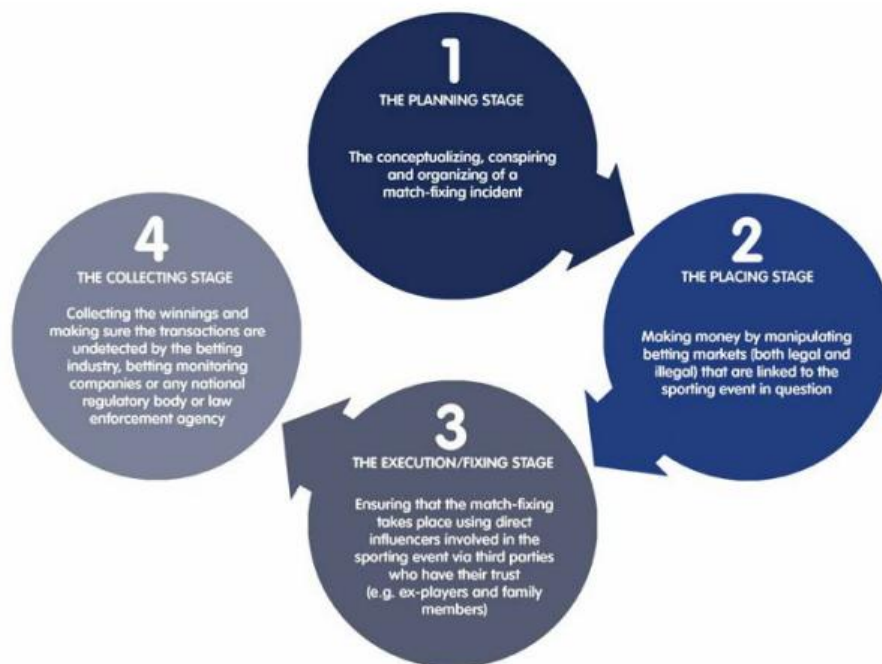 1
THE PLANNING STAGE
The conceptualizing, conspiring
and organizing of a
match-fixing incident
2
THE PLACING STAGE
Making money by manipulating
betting markets (both legal and
illegal) that are linked to the
sporting event in question
3
THE EXECUTION/FIXING STAGE
Ensuring that the match-fixing
takes place using direct
influencers involved in the
sporting event via third parties
who have their trust
(e.g. ex-players and family
members)
4
THE COLLECTING STAGE
Collecting the winnings and
making sure the transactions are
undetected by the betting
industry, betting monitoring
companies or any national
regulatory body or law
enforcement agency